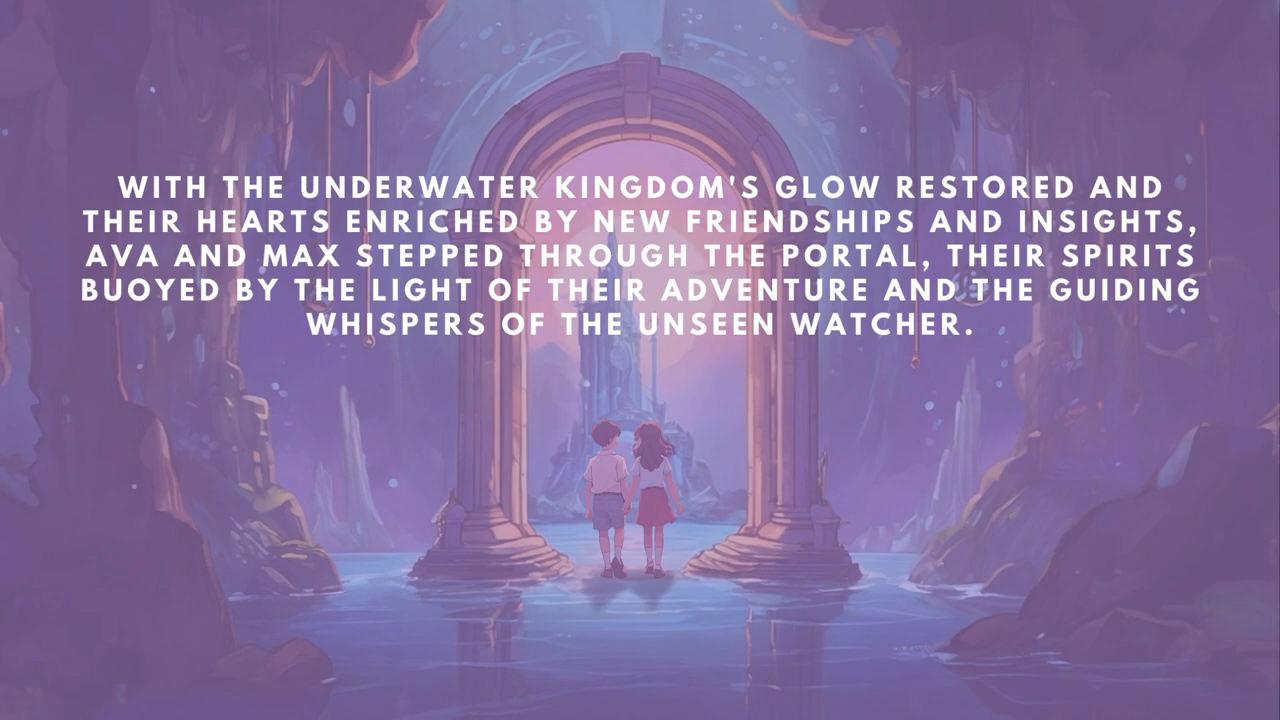 WITH THE UNDERWATER KINGDOM'S GLOW RESTORED AND
THEIR HEARTS ENRICHED BY NEW FRIENDSHIPS AND INSIGHTS,
AVA AND MAX STEPPED THROUGH THE PORTAL, THEIR SPIRITS
BUOYED BY THE LIGHT OF THEIR ADVENTURE AND THE GUIDING
WHISPERS OF THE UNSEEN WATCHER.